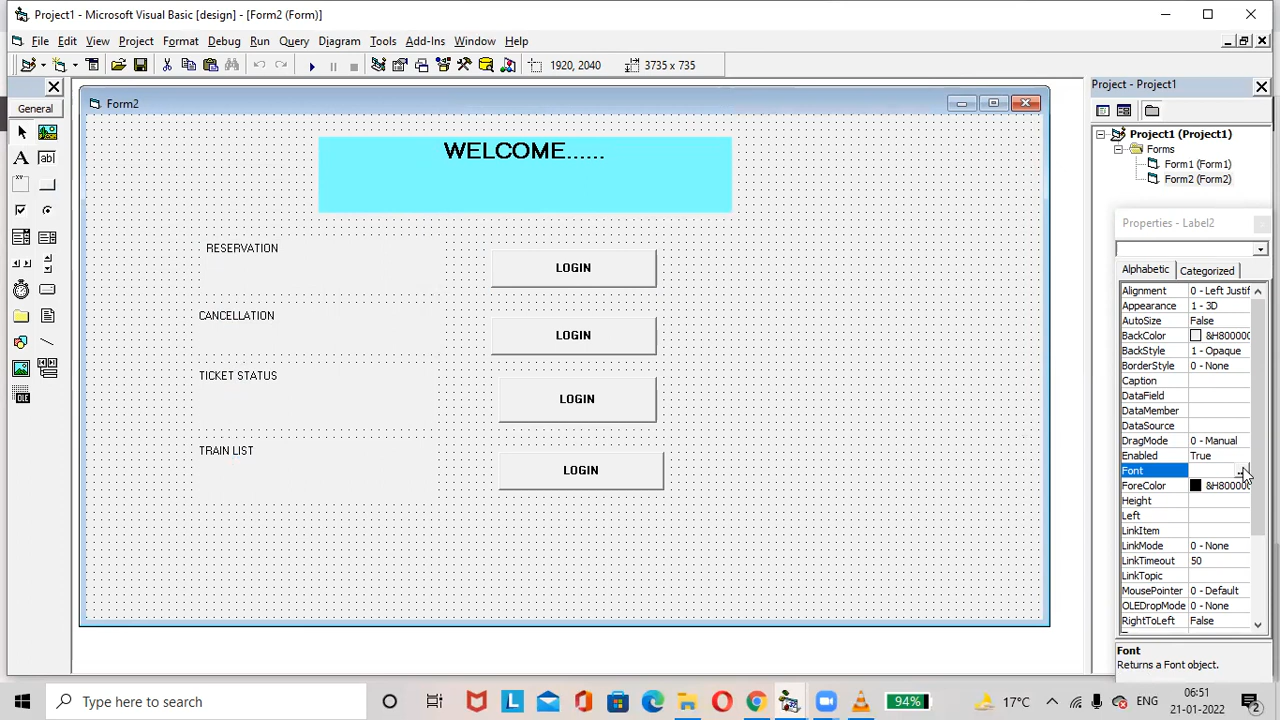 Project1 - Microsoft Visual Basic [design] - [Form2 (Form)]
File Edit View Project Format Debug Run Query Diagram Tools Add-Ins Window Help
1920, 2040 3735 x 735
General
Form2
WELCOME......
RESERVATION
LOGIN
CANCELLATION
LOGIN
TICKET STATUS
LOGIN
TRAIN LIST
LOGIN
Project - Project1
Project1 (Project1)
Forms
Form1 (Form1)
Form2 (Form2)
Properties - Label2
Alphabetic Categorized
Alignment 0 - Left Justif
Appearance 1 - 3D
AutoSize False
BackColor &H800000
BackStyle 1 - Opaque
BorderStyle 0 - None
Caption
DataField
DataMember
DataSource
DragMode 0 - Manual
Enabled True
Font ...
ForeColor &H800000
Height
Left
LinkItem
LinkMode 0 - None
LinkTimeout 50
LinkTopic
MousePointer 0 - Default
OLEDropMode 0 - None
RightToLeft False
Font
Returns a Font object.
Type here to search
94%
17°C
ENG
06:51
21-01-2022
2